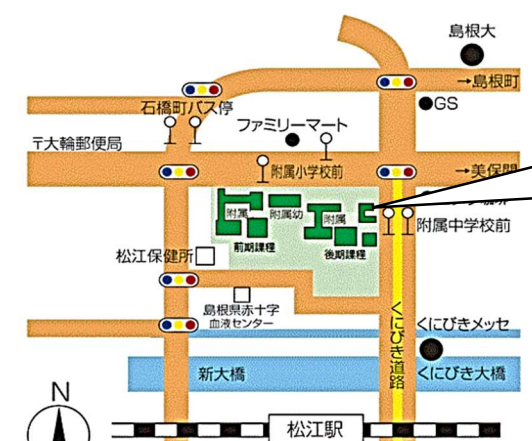 島根大
→島根町
石橋町バス停
GS
ファミリーマート
〒大輪郵便局
附属小学校前
→美保関
附属
附属幼
附属
附属中学校前
前期課程
後期課程
松江保健所
島根県赤十字
血液センター
くにびき道路
くにびきメッセ
新大橋
くにびき大橋
N
松江駅